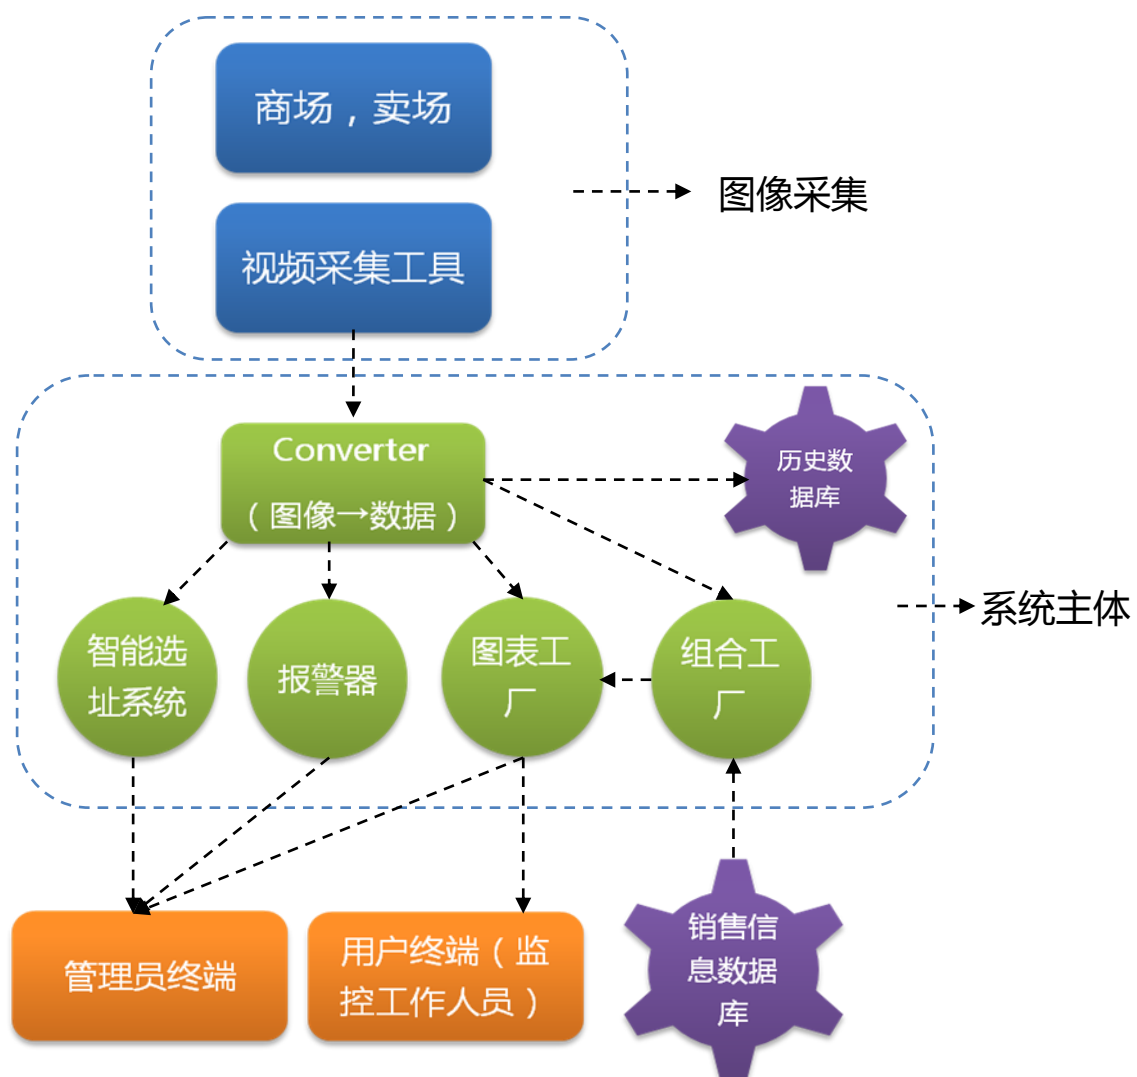 商场，卖场
图像采集
视频采集工具
Converter
（图像→数据）
历史数
据库
系统主体
智能选
址系统
报警器
图表工
厂
组合工
厂
管理员终端
用户终端（监
控工作人员）
销售信
息数据
库